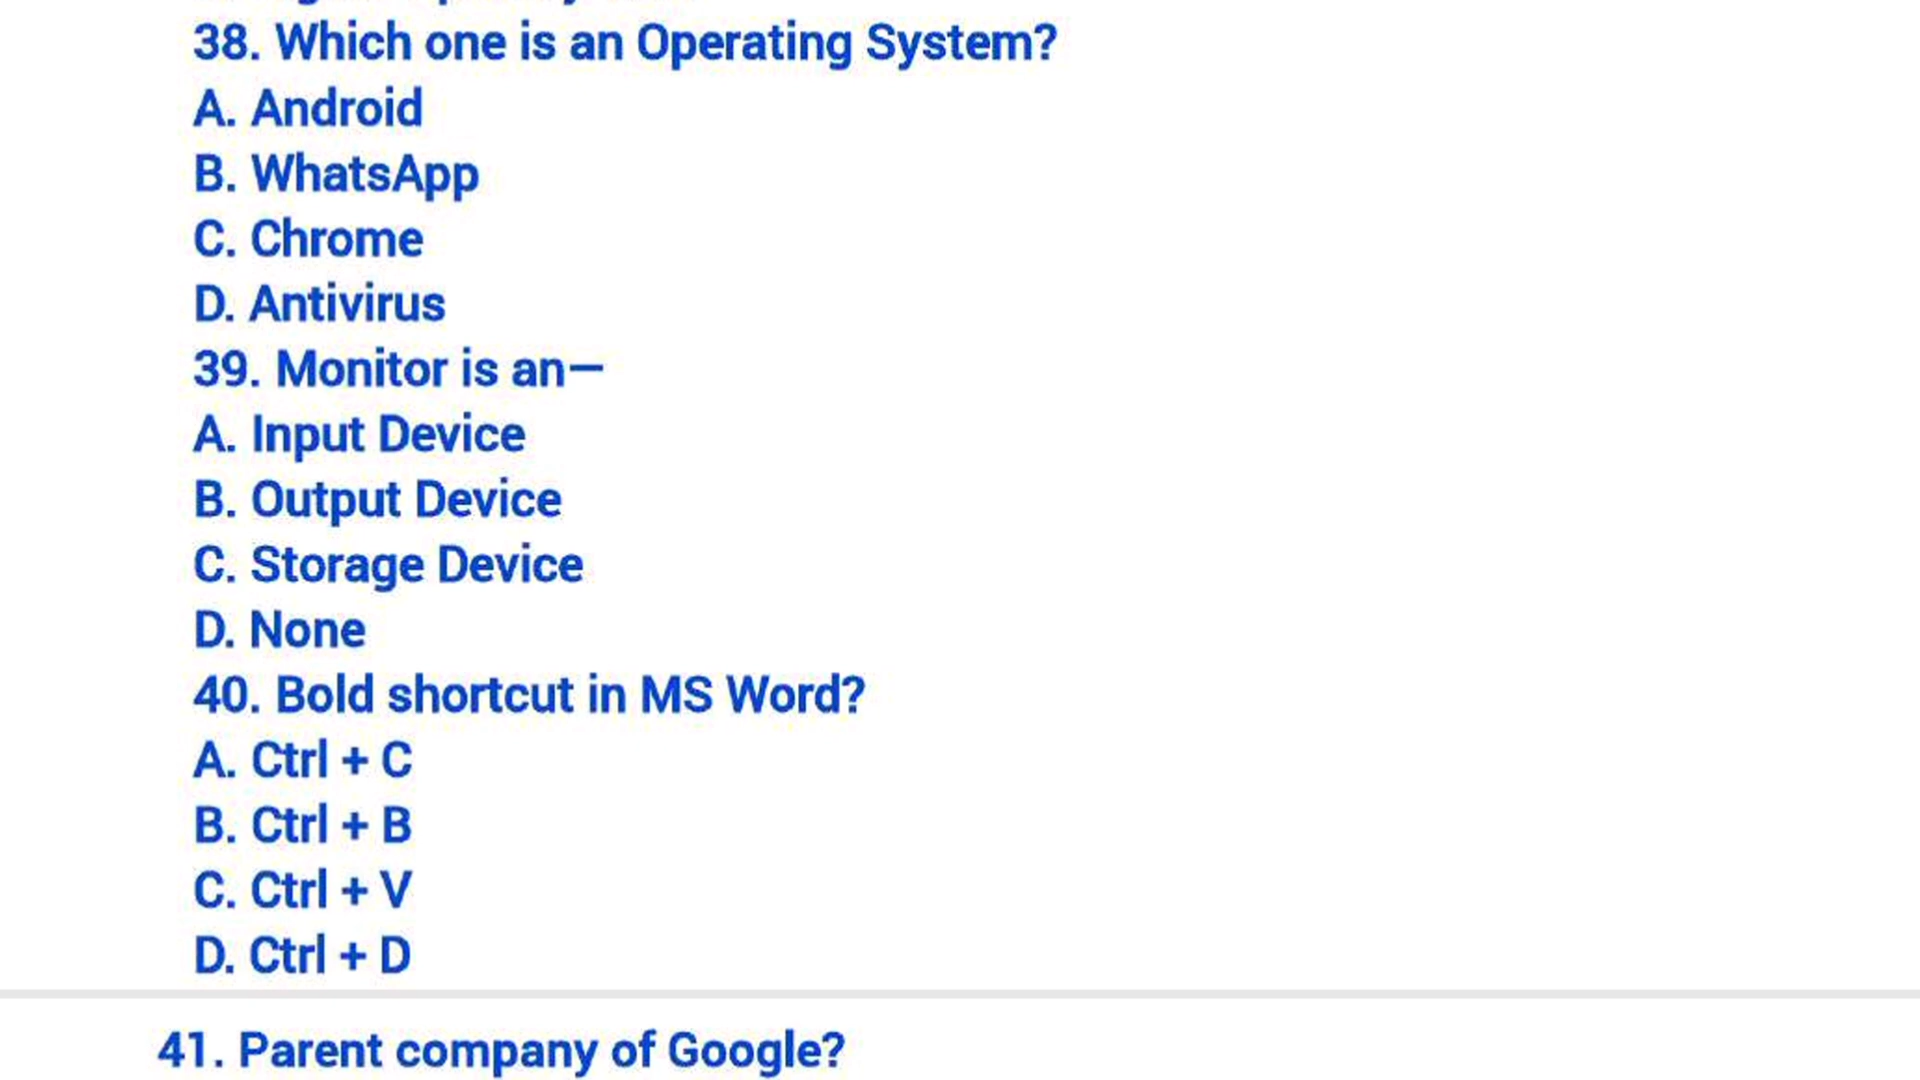 38. Which one is an Operating System?
A. Android
B. WhatsApp
C. Chrome
D. Antivirus
39. Monitor is an—
A. Input Device
B. Output Device
C. Storage Device
D. None
40. Bold shortcut in MS Word?
A. Ctrl + C
B. Ctrl + B
C. Ctrl + V
D. Ctrl + D
41. Parent company of Google?